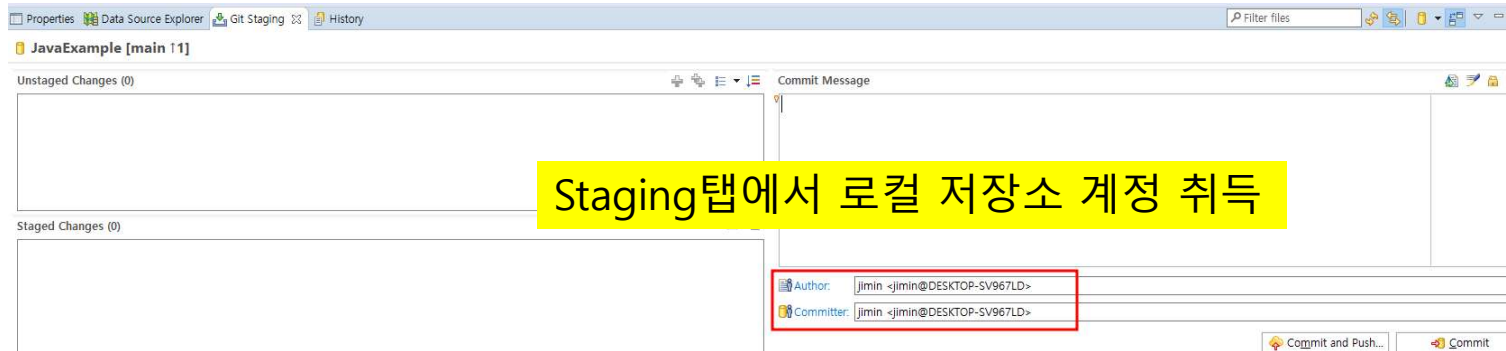 Properties Data Source Explorer Git Staging History Filter files
JavaExample [main ↑1]
Unstaged Changes (0)
Commit Message
Staging탭에서 로컬 저장소 계정 취득
Staged Changes (0)
Author: jimin <jimin@DESKTOP-SV967LD>
Committer: jimin <jimin@DESKTOP-SV967LD>
Commit and Push... Commit